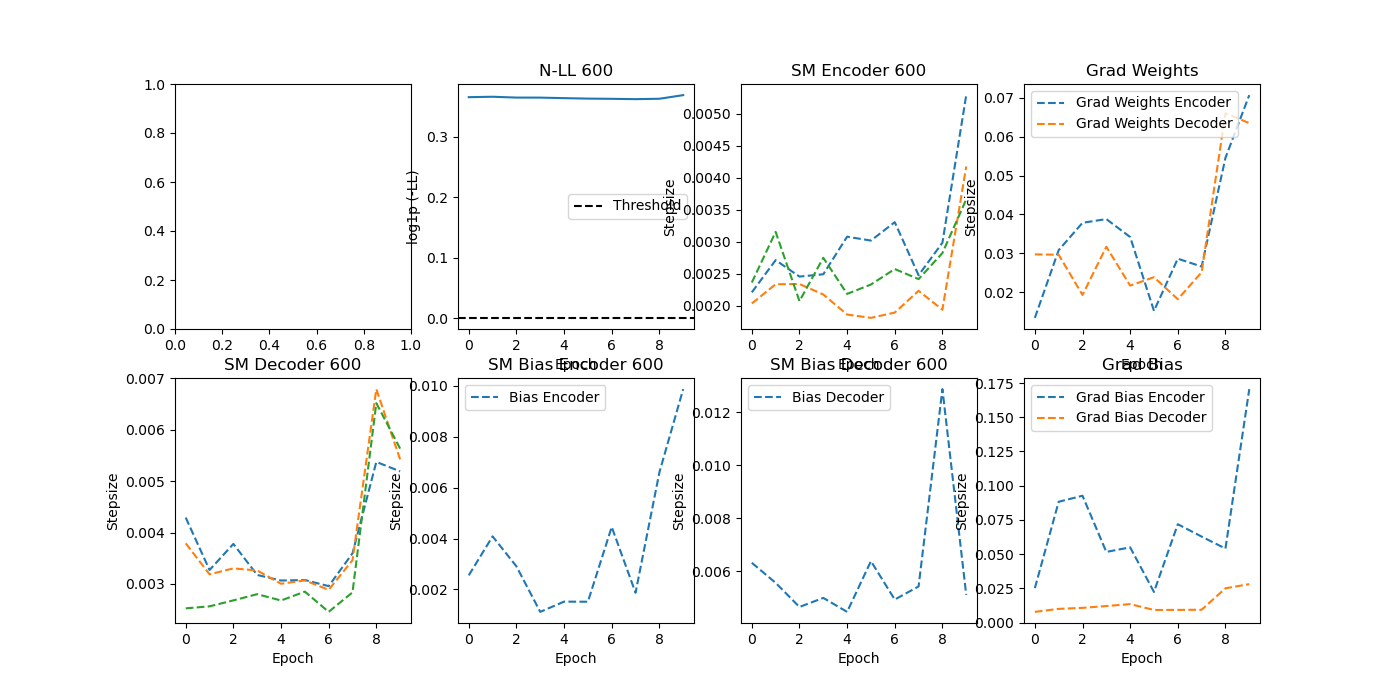 N-LL 600
SM Encoder 600
Grad Weights
1.0
0.8
0.6
0.4
0.2
0.0
0.0 0.2 0.4 0.6 0.8 1.0
log1p (-LL)
0.3
0.2
0.1
0.0
Threshold
0 2 4 6 8
Epoch
Stepsize
0.0050
0.0045
0.0040
0.0035
0.0030
0.0025
0.0020
0 2 4 6 8
Epoch
Stepsize
0.07
0.06
0.05
0.04
0.03
0.02
Grad Weights Encoder
Grad Weights Decoder
0 2 4 6 8
Epoch
SM Decoder 600
SM Bias Encoder 600
SM Bias Decoder 600
Grad Bias
Stepsize
0.007
0.006
0.005
0.004
0.003
0 2 4 6 8
Epoch
Stepsize
0.010
0.008
0.006
0.004
0.002
Bias Encoder
0 2 4 6 8
Epoch
Stepsize
0.012
0.010
0.008
0.006
Bias Decoder
0 2 4 6 8
Epoch
Stepsize
0.175
0.150
0.125
0.100
0.075
0.050
0.025
0.000
Grad Bias Encoder
Grad Bias Decoder
0 2 4 6 8
Epoch